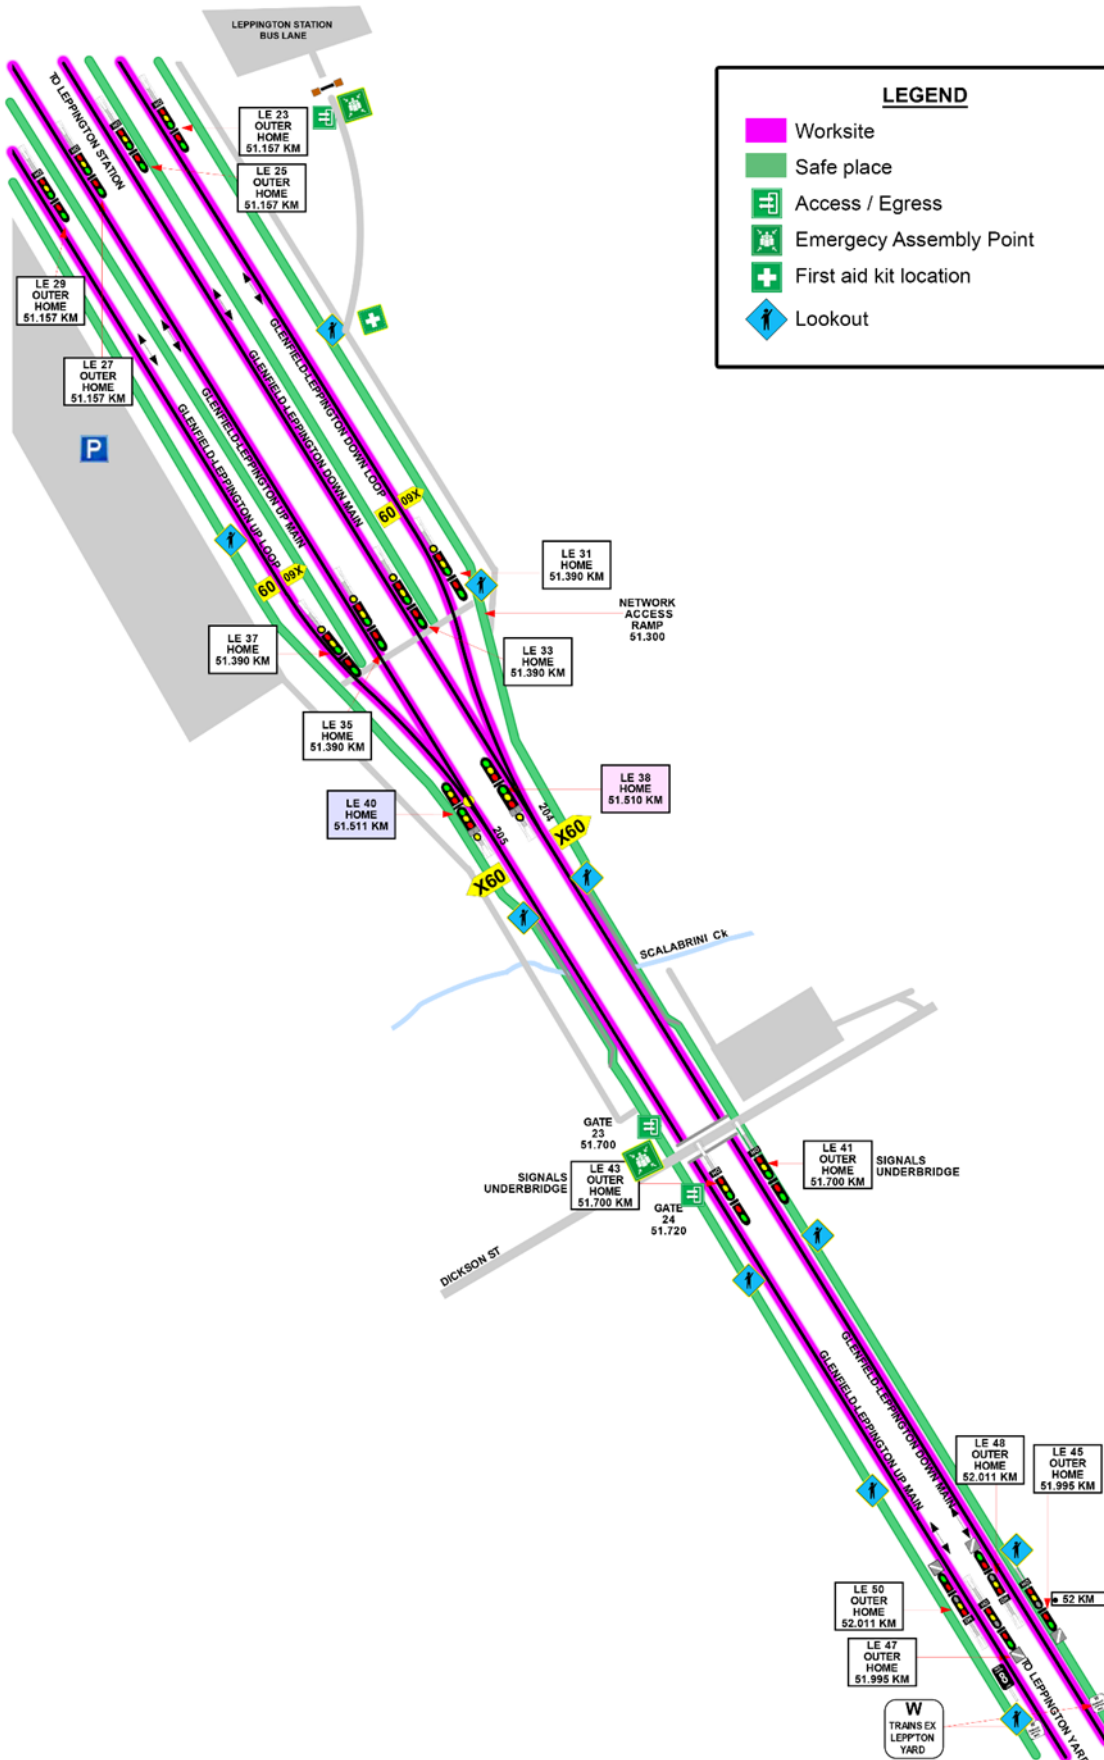 LEPPINGTON STATION
BUS LANE
LEGEND
Worksite
Safe place
Access / Egress
Emergecy Assembly Point
First aid kit location
Lookout
TO LEPPINGTON STATION
LE 23
OUTER
HOME
51.157 KM
LE 25
OUTER
HOME
51.157 KM
LE 29
OUTER
HOME
51.157 KM
LE 27
OUTER
HOME
51.157 KM
P
GLENFIELD-LEPPINGTON DOWN LOOP
GLENFIELD-LEPPINGTON DOWN MAIN
GLENFIELD-LEPPINGTON UP MAIN
GLENFIELD-LEPPINGTON UP LOOP
60
X60
60
X60
LE 31
HOME
51.390 KM
NETWORK
ACCESS
RAMP
51.300
LE 37
HOME
51.390 KM
LE 33
HOME
51.390 KM
LE 35
HOME
51.390 KM
LE 38
HOME
51.510 KM
LE 40
HOME
51.511 KM
204
205
X60
X60
SCALABRINI Ck
GATE
23
51.700
SIGNALS
UNDERBRIDGE
LE 43
OUTER
HOME
51.700 KM
LE 41
OUTER
HOME
51.700 KM
SIGNALS
UNDERBRIDGE
GATE
24
51.720
DICKSON ST
GLENFIELD-LEPPINGTON DOWN MAIN
GLENFIELD-LEPPINGTON UP MAIN
LE 48
OUTER
HOME
52.011 KM
LE 45
OUTER
HOME
51.995 KM
52 KM
LE 50
OUTER
HOME
52.011 KM
LE 47
OUTER
HOME
51.995 KM
TO LEPPINGTON YARD
W
TRAINS EX
LEPP'TON
YARD